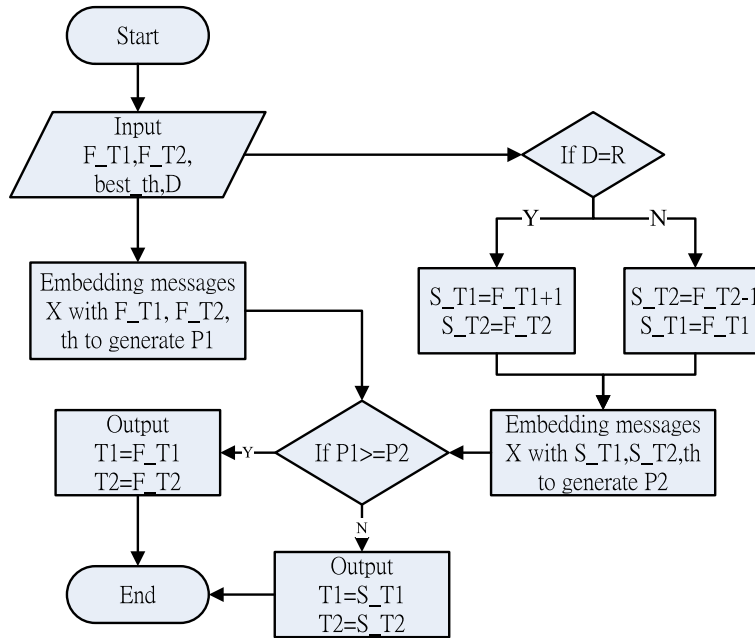 Start
Input
F_T1,F_T2,
best_th,D
If D=R
Y
N
Embedding messages
X with F_T1, F_T2,
th to generate P1
S_T1=F_T1+1
S_T2=F_T2
S_T2=F_T2-1
S_T1=F_T1
Output
T1=F_T1
T2=F_T2
Y
If P1>=P2
Embedding messages
X with S_T1,S_T2,th
to generate P2
N
End
Output
T1=S_T1
T2=S_T2